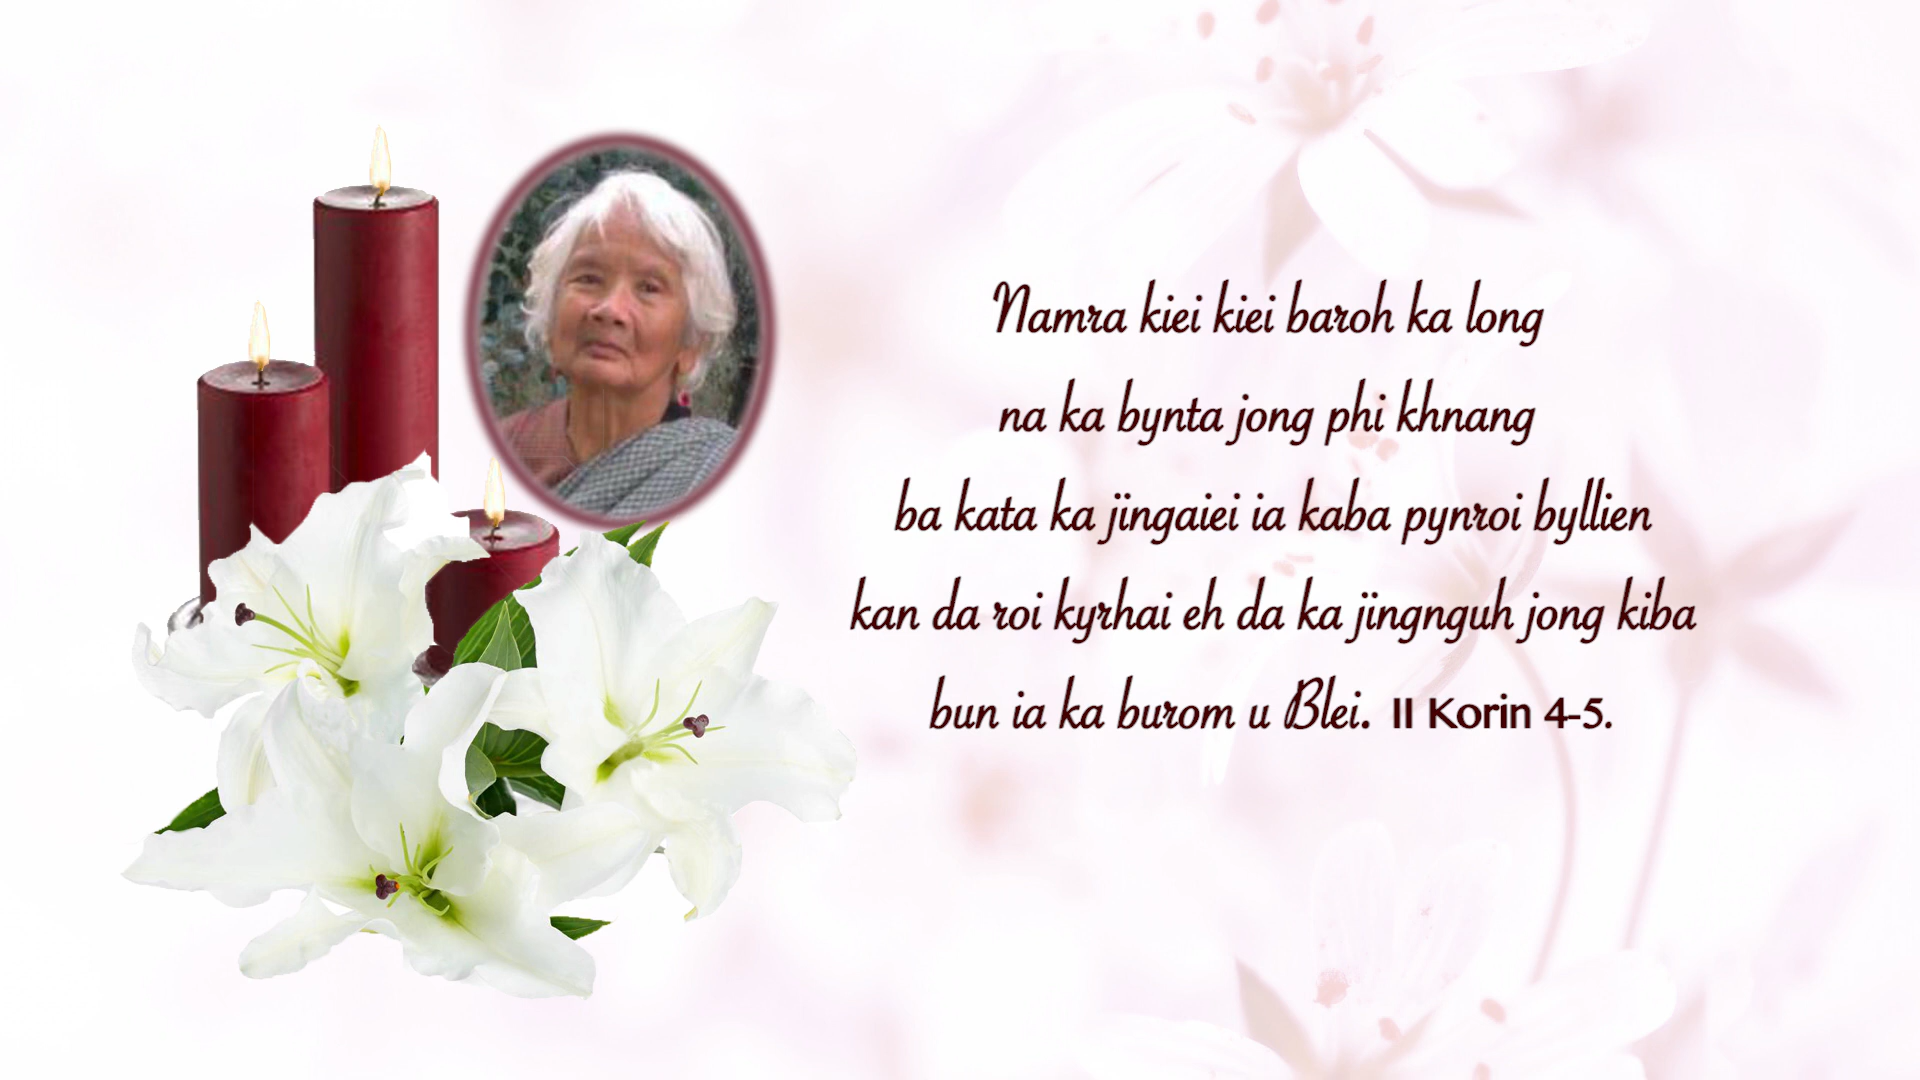 Namra kiei kiei baroh ka long
na ka bynta jong phi khnang
ba kata ka jingaiei ia kaba pynroi byllien
kan da roi kyrhai eh da ka jingnguh jong kiba
bun ia ka burom u Blei. II Korin 4-5.